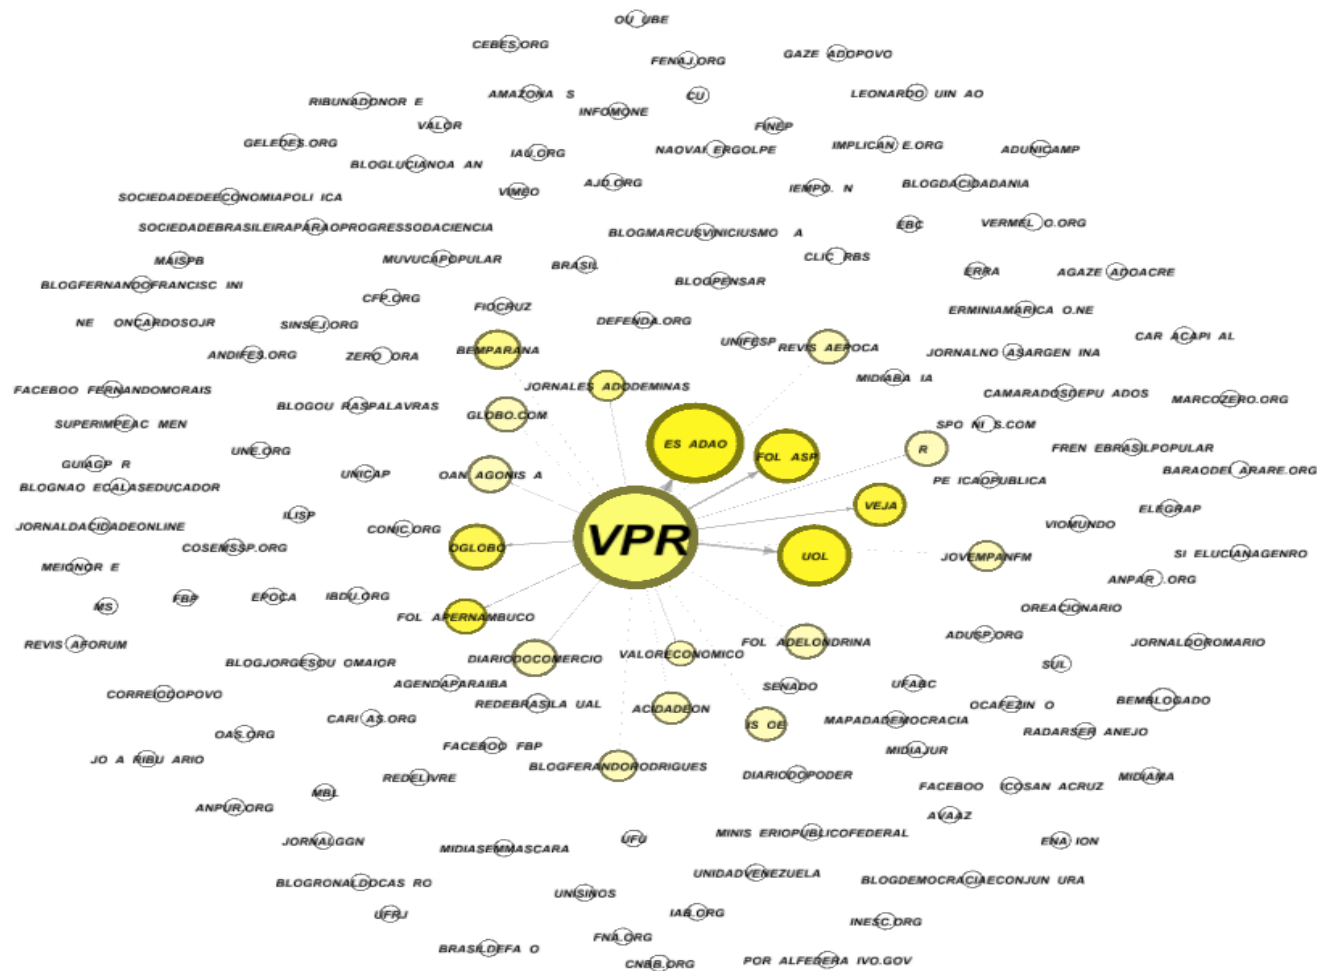 OU UBE
CEBES.ORG
FENAJ.ORG
GAZE ADOPOVO
AMAZONA S
CU
LEONARDO UIN AO
RIBUNADONOR E
INFOMONE
VALOR
FINEP
GELEDES.ORG
IAU.ORG
NAOVAI ERGOLPE
IMPLICAN E.ORG
ADUNICAMP
BLOGLUCIANOA AN
VIMEO
AJD.ORG
IEMPO. N
BLOGDACIDADANIA
SOCIEDADEDEECONOMIAPOLI ICA
SOCIEDADEBRASILEIRAPARAOPROGRESSODACIENCIA
BLOGMARCUSVINICIUSMO A
EBC
VERMEL O.ORG
MAISPB
MUVUCAPOPULAR
BRASIL
CLIC RBS
ERRA
AGAZE ADOACRE
BLOGFERNANDOFRANCISC INI
BLOGPENSAR
CFP.ORG
FIOCRUZ
ERMINIAMARICA O.NE
NE ONCARDOSOJR
SINSEJ.ORG
DEFENDA.ORG
UNIFESP
REVIS AEPOCA
CAR ACAPI AL
ANDIFES.ORG
ZERO ORA
BEMPARANA
JORNALNO ASARGEN INA
FACEBOO FERNANDOMORAIS
JORNALES ADODEMINAS
MIDIABA IA
CAMARADOSDEPU ADOS
MARCOZERO.ORG
BLOGOU RASPALAVRAS
GLOBO.COM
SUPERIMPEAC MEN
ES ADAO
SPO NI S.COM
UNE.ORG
FOL ASP
R
FREN EBRASILPOPULAR
GUIAGP R
UNICAP
OAN AGONIS A
BARAODEI ARARE.ORG
BLOGNAO ECALASEDUCADOR
PE ICAOPUBLICA
VEJA
ELEGRAP
JORNALDACIDADEONLINE
ILISP
CONIC.ORG
VPR
VIOMUNDO
COSEMSSP.ORG
OGLOBO
UOL
JOVEMPANFM
SI ELUCIANAGENRO
MEIONOR E
ANPAR .ORG
MS
FBP
EPOCA
IBDU.ORG
FOL APERNAMBUCO
OREACIONARIO
REVIS AFORUM
FOL ADELONDRINA
ADUSP.ORG
JORNALDOROMARIO
BLOGJORGESOU OMAIOR
DIARIODOCOMERCIO
VALORECONOMICO
SUL
AGENDAPARAIBA
SENADO
UFABC
CORREIODOPOVO
REDEBRASILA UAL
ACIDADEON
OCAFEZIN O
BEMBLOGADO
CARI AS.ORG
IS OE
MAPADADEMOCRACIA
RADARSER ANEJO
OAS.ORG
FACEBOO FBP
MIDIAJUR
JO A RIBU ARIO
BLOGFERANDORODRIGUES
REDELIVRE
DIARIODOPODER
FACEBOO ICOSAN ACRUZ
MIDIAMA
MBL
ANPUR.ORG
AVAAZ
JORNALGGN
MIDIASEMMASCARA
UFU
MINIS ERIOPUBLICOFEDERAL
ENA ION
BLOGRONALDOCAS RO
UNISINOS
UNIDADVENEZUELA
BLOGDEMOCRACIAECONJUN URA
UFRJ
IAB.ORG
INESC.ORG
BRASILDEFA O
FNA.ORG
CNBB.ORG
POR ALFEDERA IVO.GOV